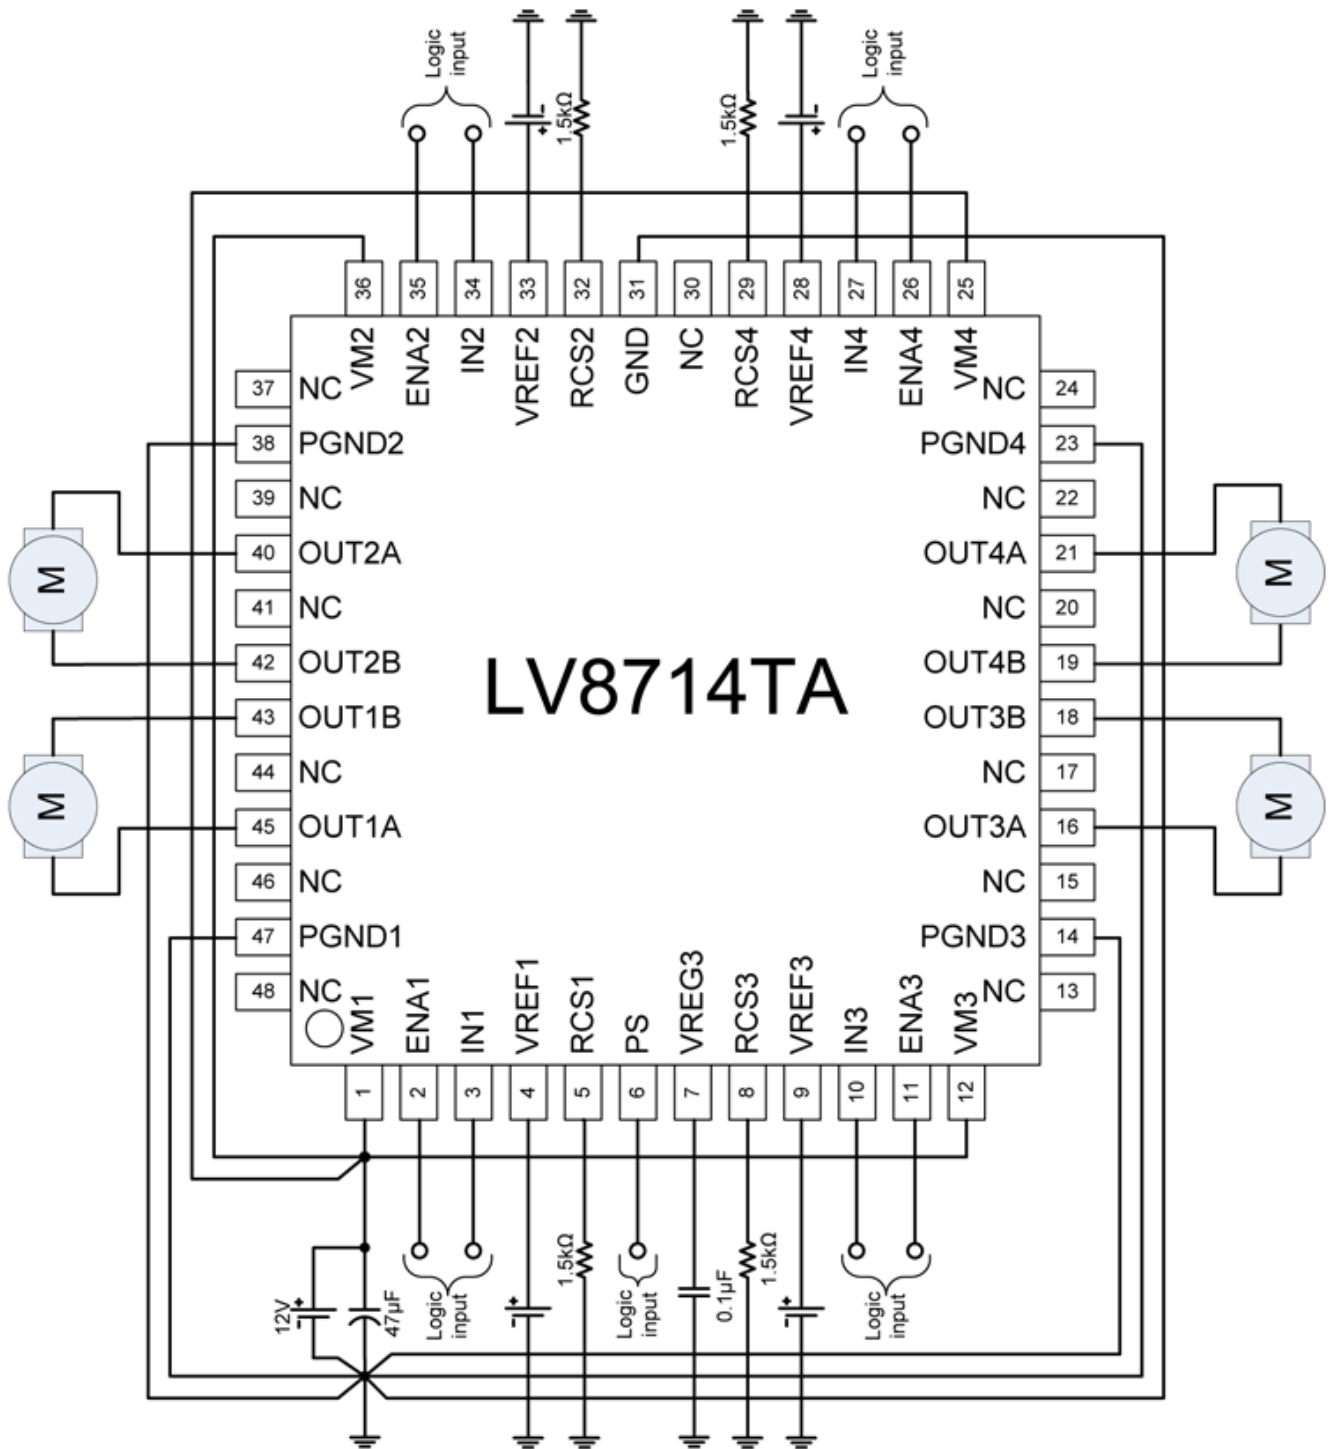 Logic
input
1.5kΩ
1.5kΩ
Logic
input
+
-
+
-
36
35
34
33
32
31
30
29
28
27
26
25
VM2
ENA2
IN2
VREF2
RCS2
GND
NC
RCS4
VREF4
IN4
ENA4
VM4
37
NC
NC
24
38
PGND2
PGND4
23
39
NC
NC
22
40
OUT2A
OUT4A
21
M
M
41
NC
NC
20
42
OUT2B
OUT4B
19
LV8714TA
43
OUT1B
OUT3B
18
44
NC
NC
17
M
M
45
OUT1A
OUT3A
16
46
NC
NC
15
47
PGND1
PGND3
14
48
NC
NC
13
VM1
ENA1
IN1
VREF1
RCS1
PS
VREG3
RCS3
VREF3
IN3
ENA3
VM3
1
2
3
4
5
6
7
8
9
10
11
12
12V
+
-
47µF
Logic
input
+
-
1.5kΩ
Logic
input
0.1µF
1.5kΩ
+
-
Logic
input